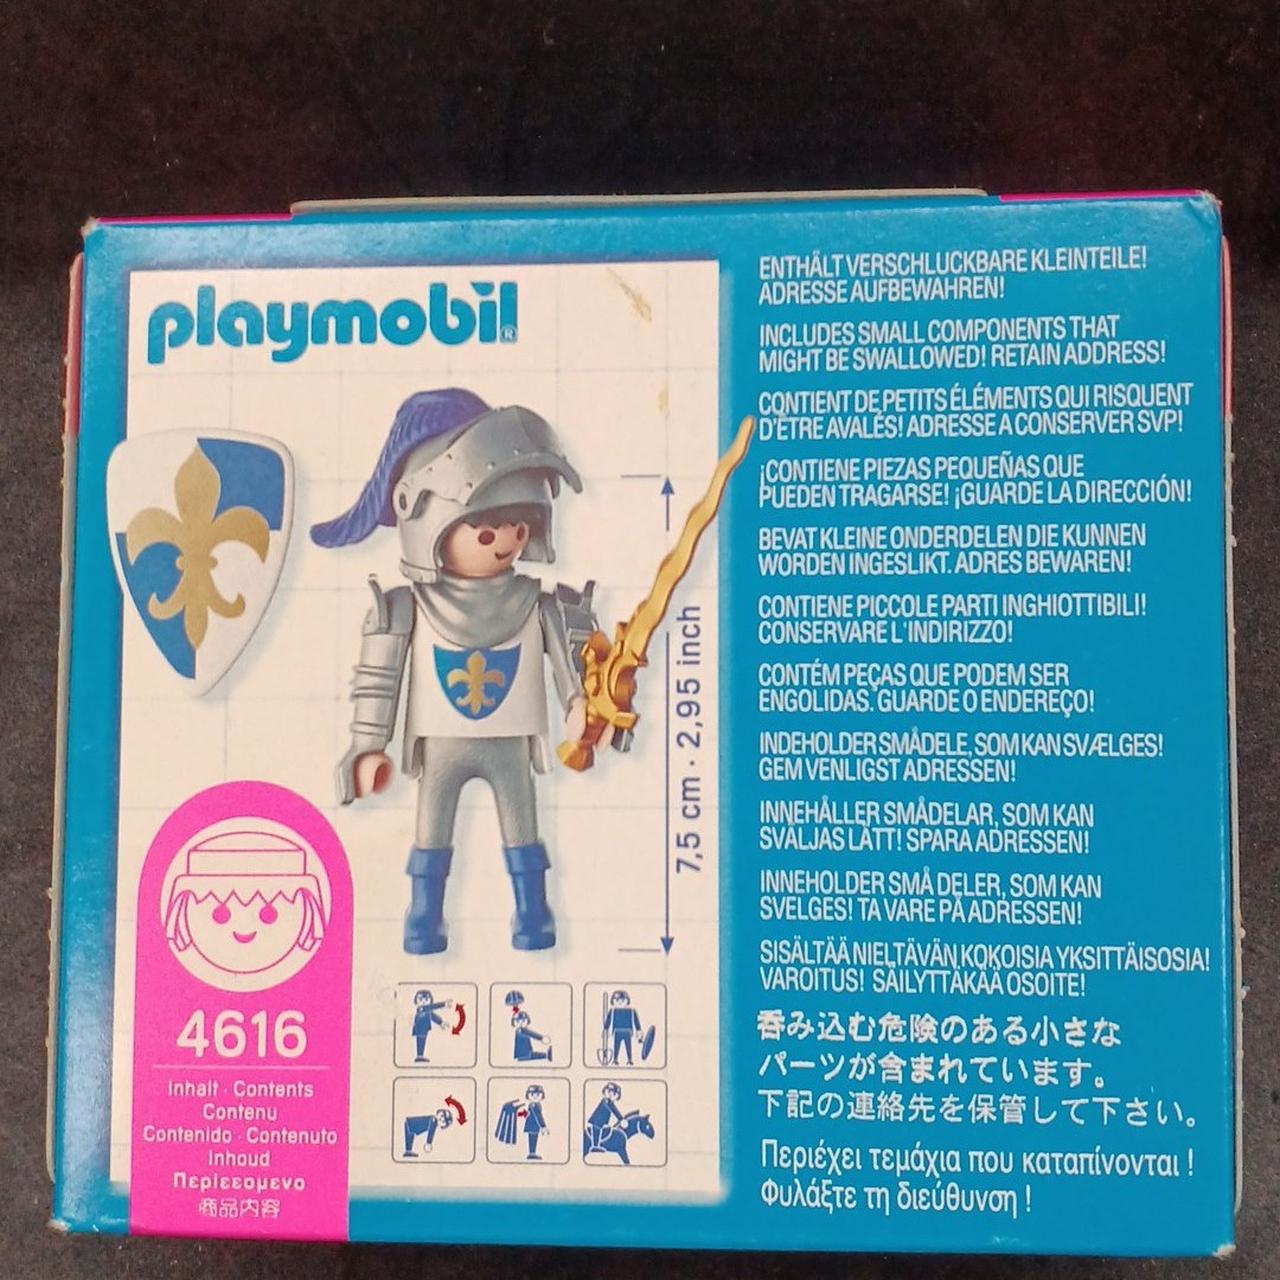 playmobil®
7,5 cm · 2,95 inch
4616
Inhalt · Contents
Contenu
Contenido · Contenuto
Inhoud
Περιεεομενο
商品内容
ENTHÄLT VERSCHLUCKBARE KLEINTEILE!
ADRESSE AUFBEWAHREN!
INCLUDES SMALL COMPONENTS THAT
MIGHT BE SWALLOWED! RETAIN ADDRESS!
CONTIENT DE PETITS ÉLÉMENTS QUI RISQUENT
D'ÊTRE AVALÉS! ADRESSE A CONSERVER SVP!
¡CONTIENE PIEZAS PEQUEÑAS QUE
PUEDEN TRAGARSE! ¡GUARDE LA DIRECCIÓN!
BEVAT KLEINE ONDERDELEN DIE KUNNEN
WORDEN INGESLIKT. ADRES BEWAREN!
CONTIENE PICCOLE PARTI INGHIOTTIBILI!
CONSERVARE L'INDIRIZZO!
CONTÉM PEÇAS QUE PODEM SER
ENGOLIDAS. GUARDE O ENDEREÇO!
INDEHOLDER SMÅDELE, SOM KAN SVÆLGES!
GEM VENLIGST ADRESSEN!
INNEHÅLLER SMÅDELAR, SOM KAN
SVÄLJAS LÄTT! SPARA ADRESSEN!
INNEHOLDER SMÅ DELER, SOM KAN
SVELGES! TA VARE PÅ ADRESSEN!
SISÄLTÄÄ NIELTÄVÄN KOKOISIA YKSITTÄISOSIA!
VAROITUS! SÄILYTTÄKÄÄ OSOITE!
呑み込む危険のある小さな
パーツが含まれています。
下記の連絡先を保管して下さい。
Περιέχει τεμάχια που καταπίνονται !
Φυλάξτε τη διεύθυνση !